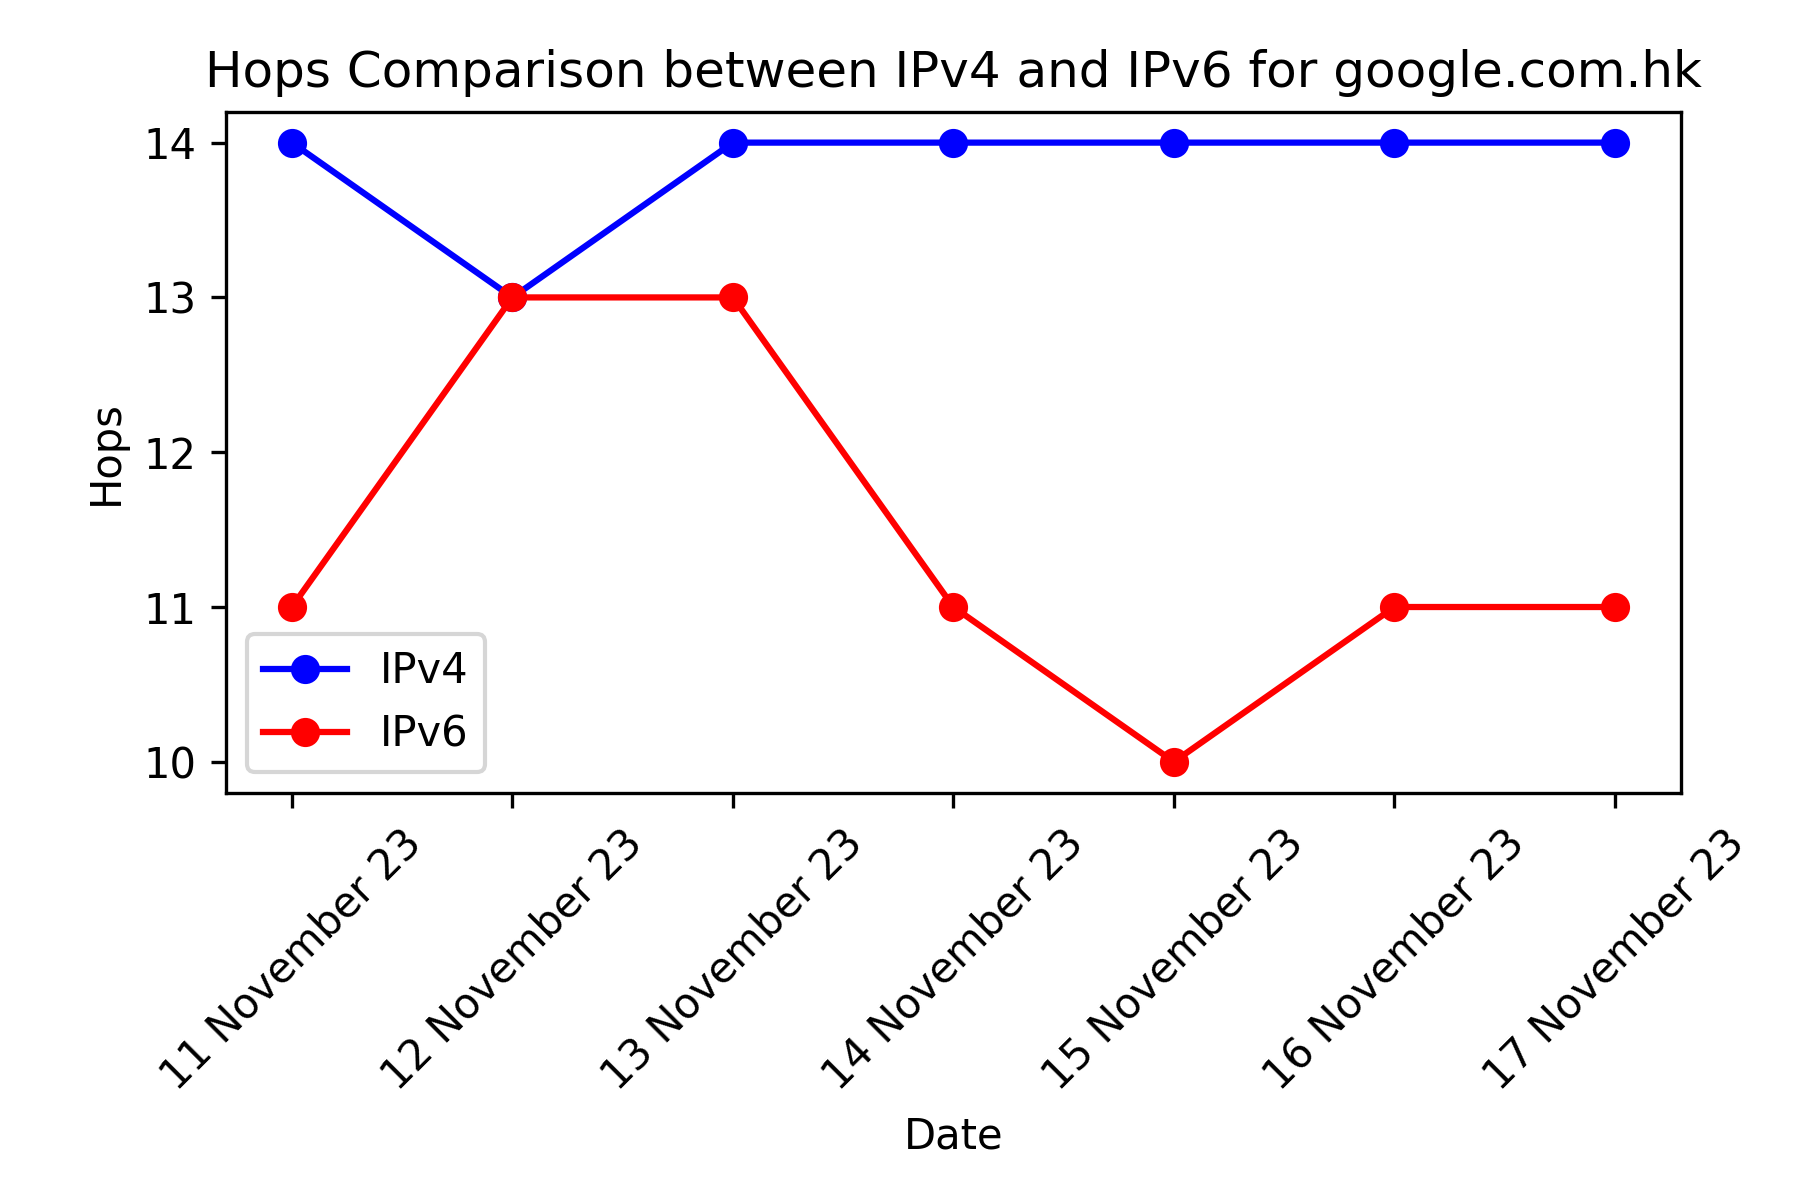 Hops Comparison between IPv4 and IPv6 for google.com.hk
Hops
14
13
12
11
10
IPv4
IPv6
11 November 23
12 November 23
13 November 23
14 November 23
15 November 23
16 November 23
17 November 23
Date